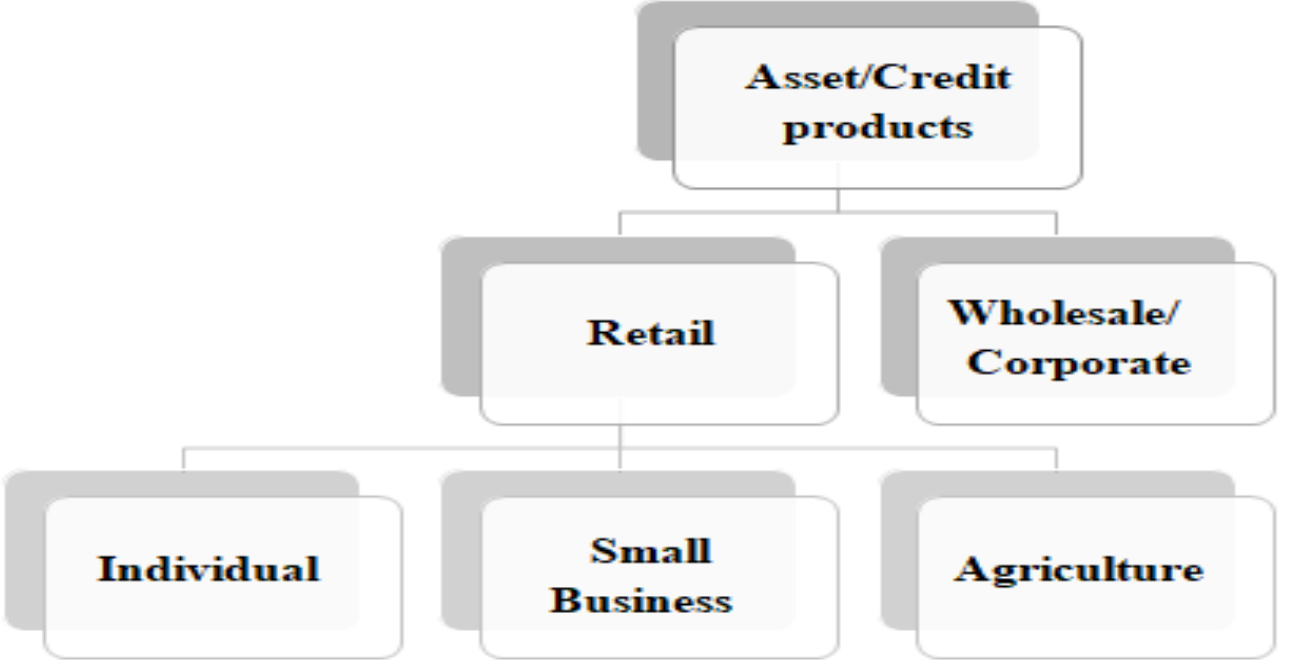 Asset/Credit
products
Retail
Wholesale/
Corporate
Individual
Small
Business
Agriculture